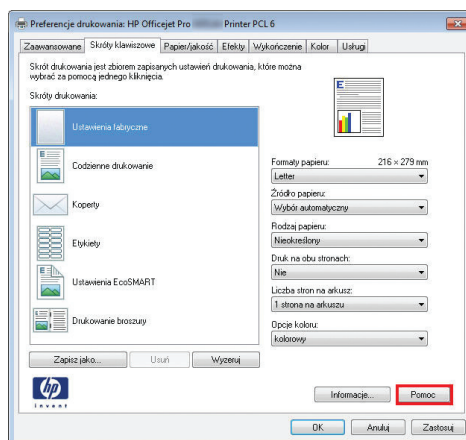 Preferencje drukowania: HP Officejet Pro Printer PCL 6
Zaawansowane Skróty klawiszowe Papier/jakość Efekty Wykończenie Kolor Usługi
Skrót drukowania jest zbiorem zapisanych ustawień drukowania, które można
wybrać za pomocą jednego kliknięcia.
Skróty drukowania:
Ustawienia fabryczne
Codzienne drukowanie
Koperty
Etykiety
Ustawienia EcoSMART
Drukowanie broszury
Formaty papieru: 216 × 279 mm
Letter
Źródło papieru:
Wybór automatyczny
Rodzaj papieru:
Nieokreślony
Druk na obu stronach:
Nie
Liczba stron na arkusz:
1 strona na arkuszu
Opcje koloru:
kolorowy
Zapisz jako... Usuń Wyzeruj
hp
invent
Informacje... Pomoc
OK Anuluj Zastosuj